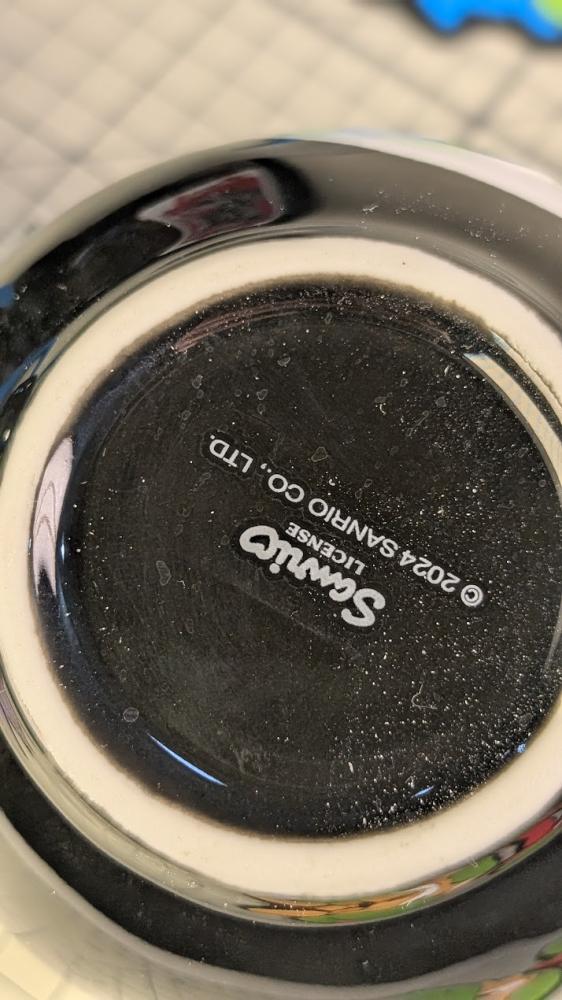 Sanrio
LICENSE
© 2024 SANRIO CO., LTD.